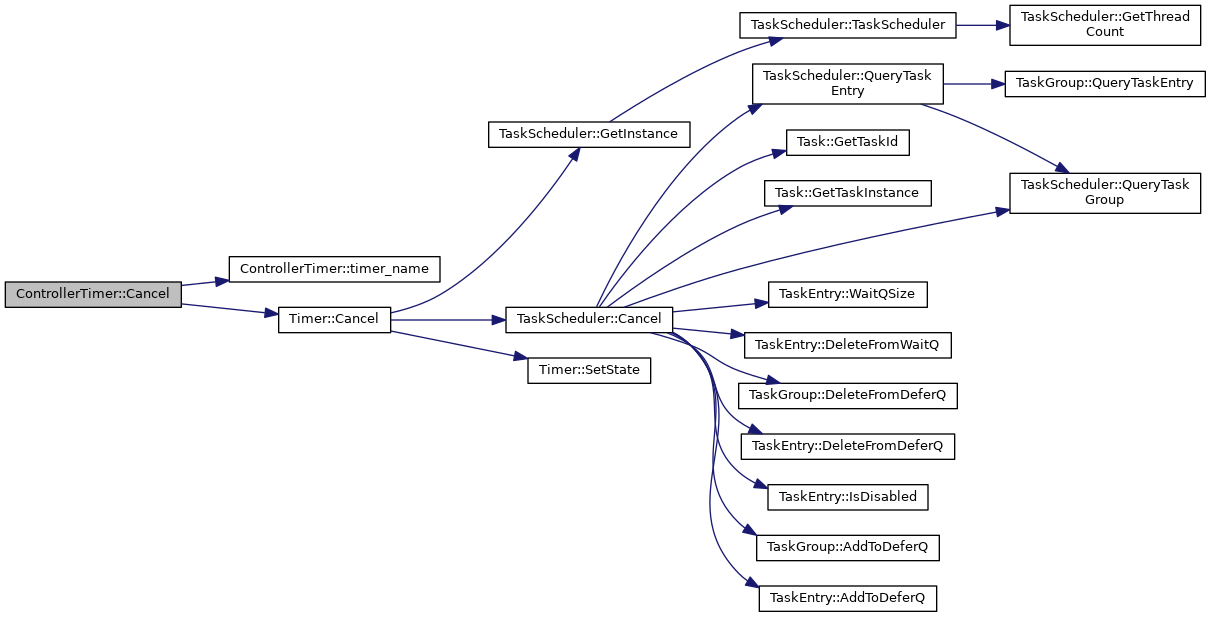 TaskScheduler::TaskScheduler
TaskScheduler::GetThread
Count
TaskScheduler::QueryTask
Entry
TaskGroup::QueryTaskEntry
TaskScheduler::GetInstance
Task::GetTaskId
Task::GetTaskInstance
TaskScheduler::QueryTask
Group
ControllerTimer::timer_name
ControllerTimer::Cancel
TaskEntry::WaitQSize
Timer::Cancel
TaskScheduler::Cancel
TaskEntry::DeleteFromWaitQ
Timer::SetState
TaskGroup::DeleteFromDeferQ
TaskEntry::DeleteFromDeferQ
TaskEntry::IsDisabled
TaskGroup::AddToDeferQ
TaskEntry::AddToDeferQ